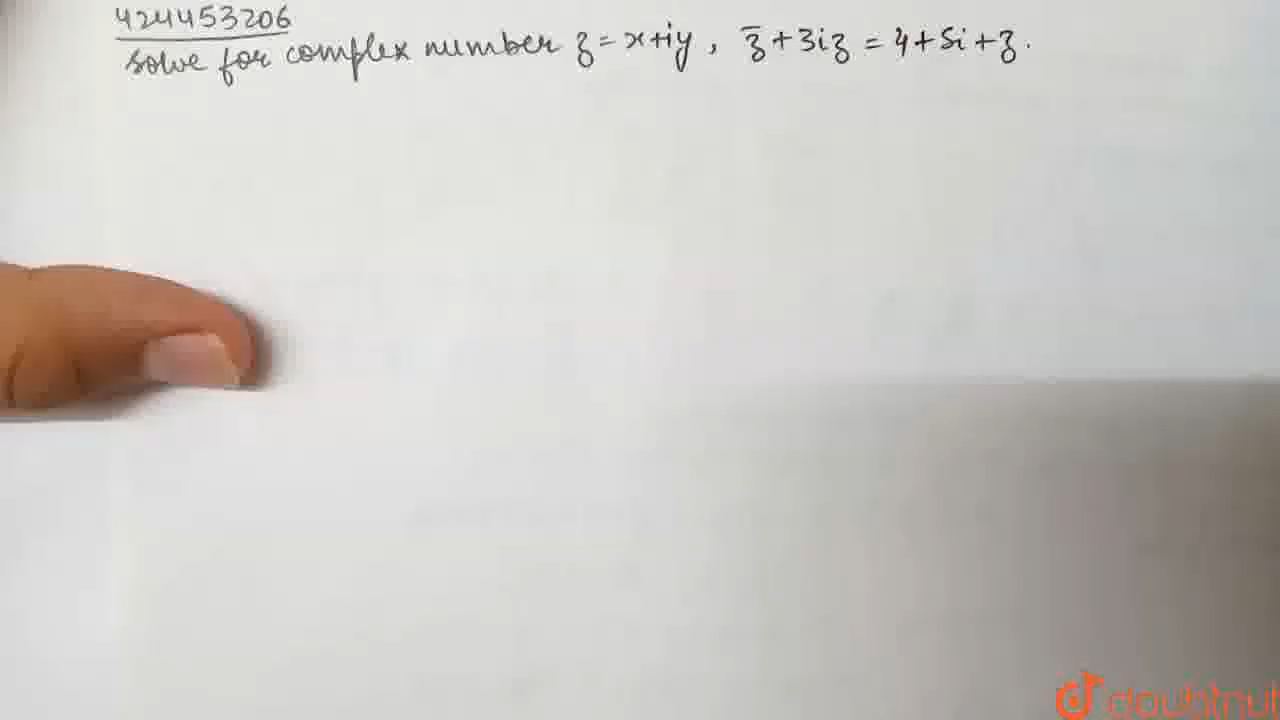 424453206
solve for complex number z = x+iy, z̄ + 3iz = 4+5i+z.
doubtnut